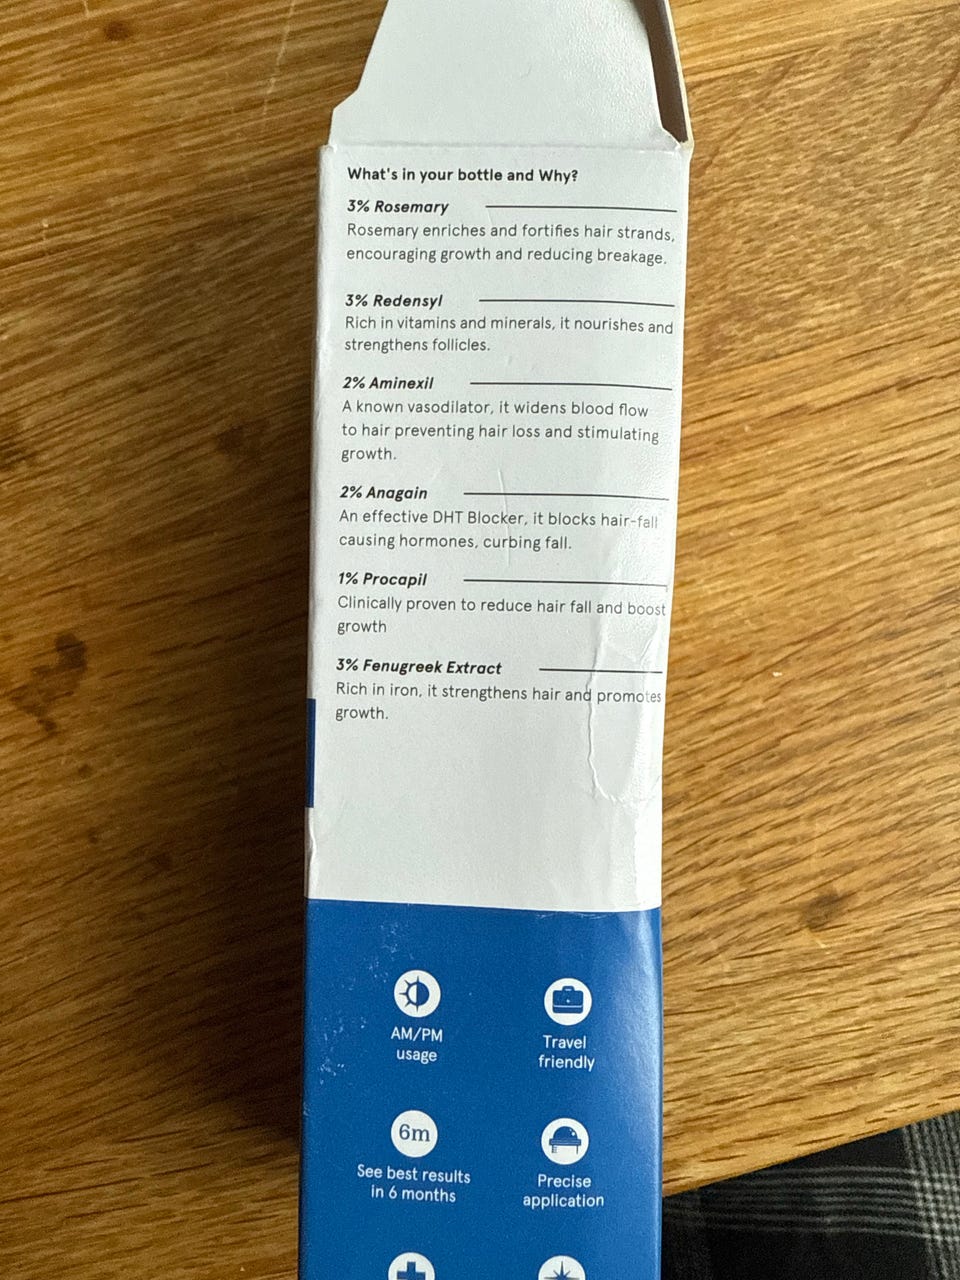 What's in your bottle and Why?
3% Rosemary
Rosemary enriches and fortifies hair strands,
encouraging growth and reducing breakage.
3% Redensyl
Rich in vitamins and minerals, it nourishes and
strengthens follicles.
2% Aminexil
A known vasodilator, it widens blood flow
to hair preventing hair loss and stimulating
growth.
2% Anagain
An effective DHT Blocker, it blocks hair-fall
causing hormones, curbing fall.
1% Procapil
Clinically proven to reduce hair fall and boost
growth
3% Fenugreek Extract
Rich in iron, it strengthens hair and promotes
growth.
AM/PM
usage
Travel
friendly
6m
See best results
in 6 months
Precise
application